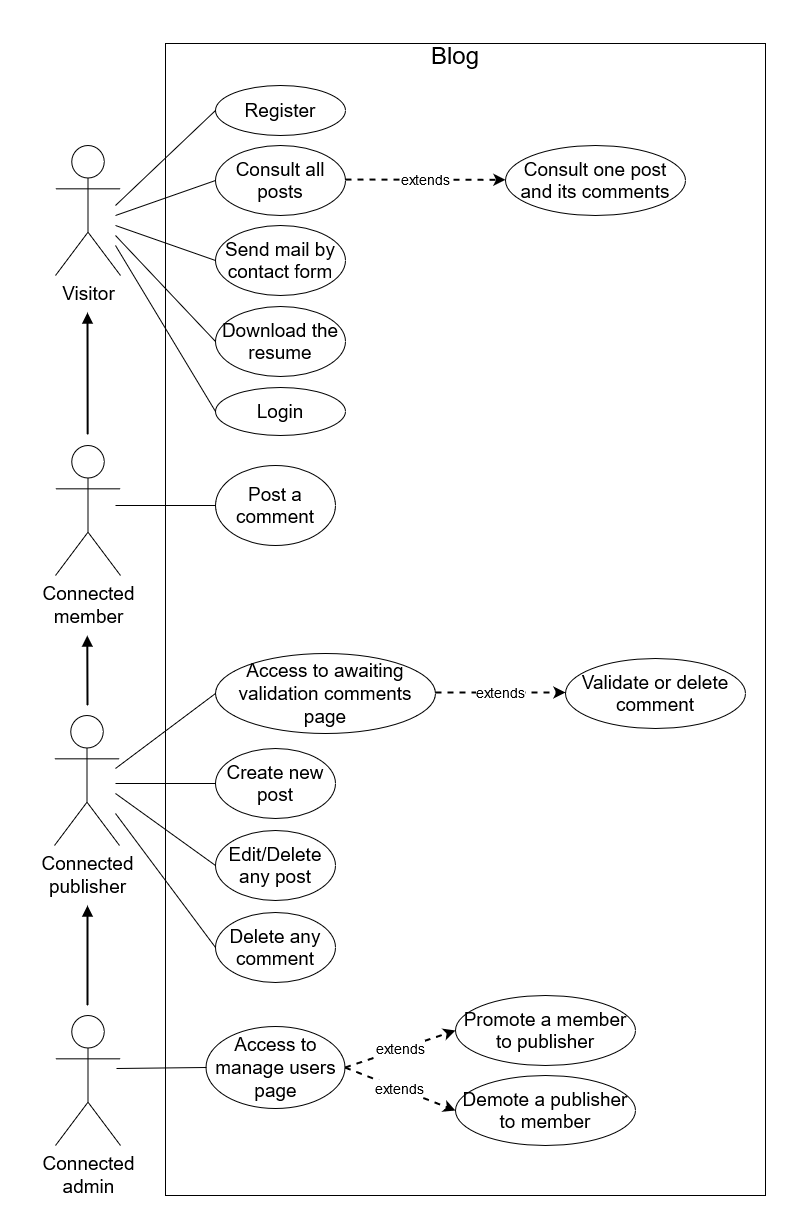 Blog
Register
Consult all
posts
extends
Consult one post
and its comments
Send mail by
contact form
Visitor
Download the
resume
Login
Post a
comment
Connected
member
Access to awaiting
validation comments
page
extends
Validate or delete
comment
Create new
post
Connected
publisher
Edit/Delete
any post
Delete any
comment
Access to
manage users
page
extends
Promote a member
to publisher
extends
Demote a publisher
to member
Connected
admin